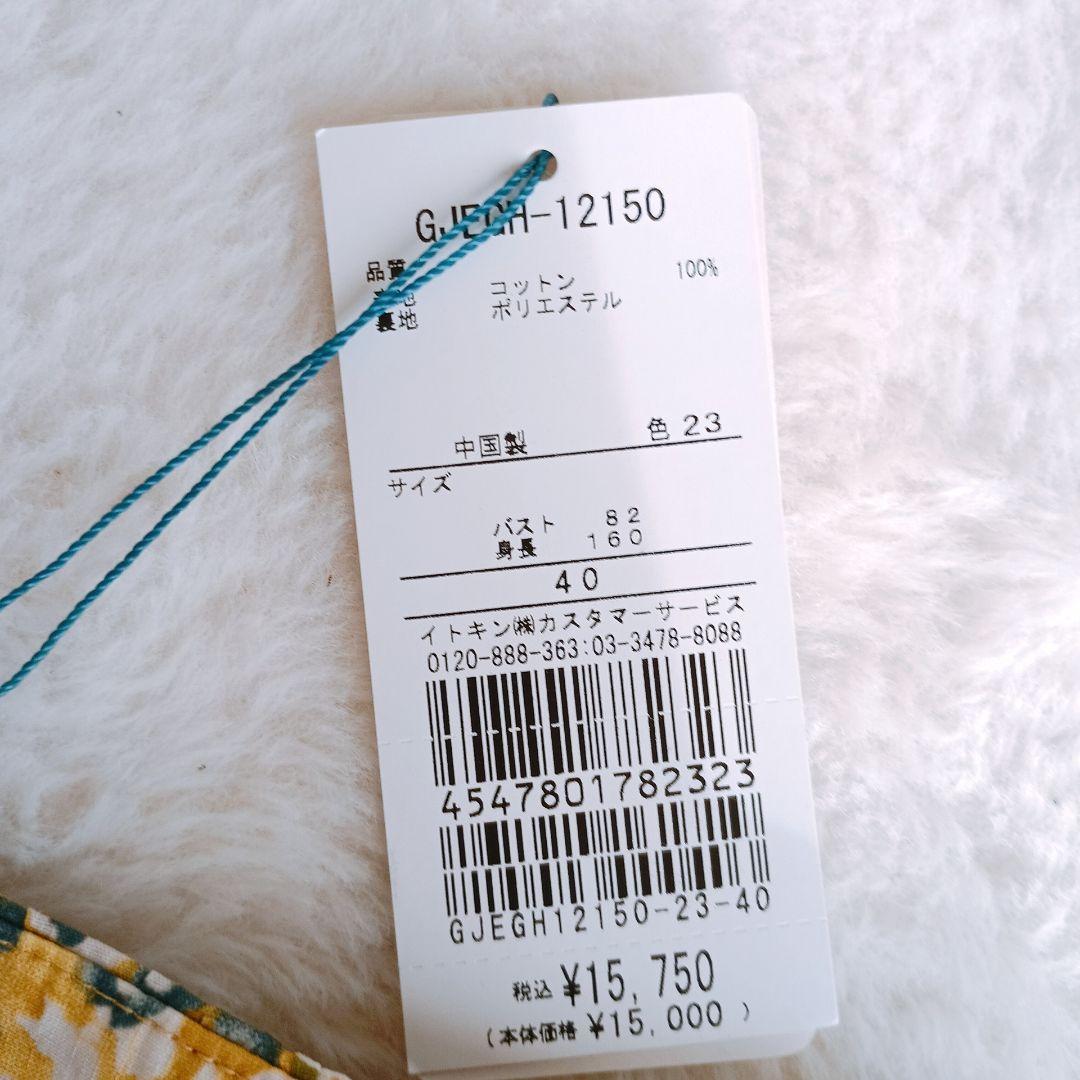 GJEGH-12150
品質
表地 コットン 100%
裏地 ポリエステル
中国製 色 23
サイズ
バスト 82
身長 160
40
イトキン㈱カスタマーサービス
0120-888-363:03-3478-8088
4547801782323
GJEGH12150-23-40
税込 ¥15,750
(本体価格 ¥15,000 )